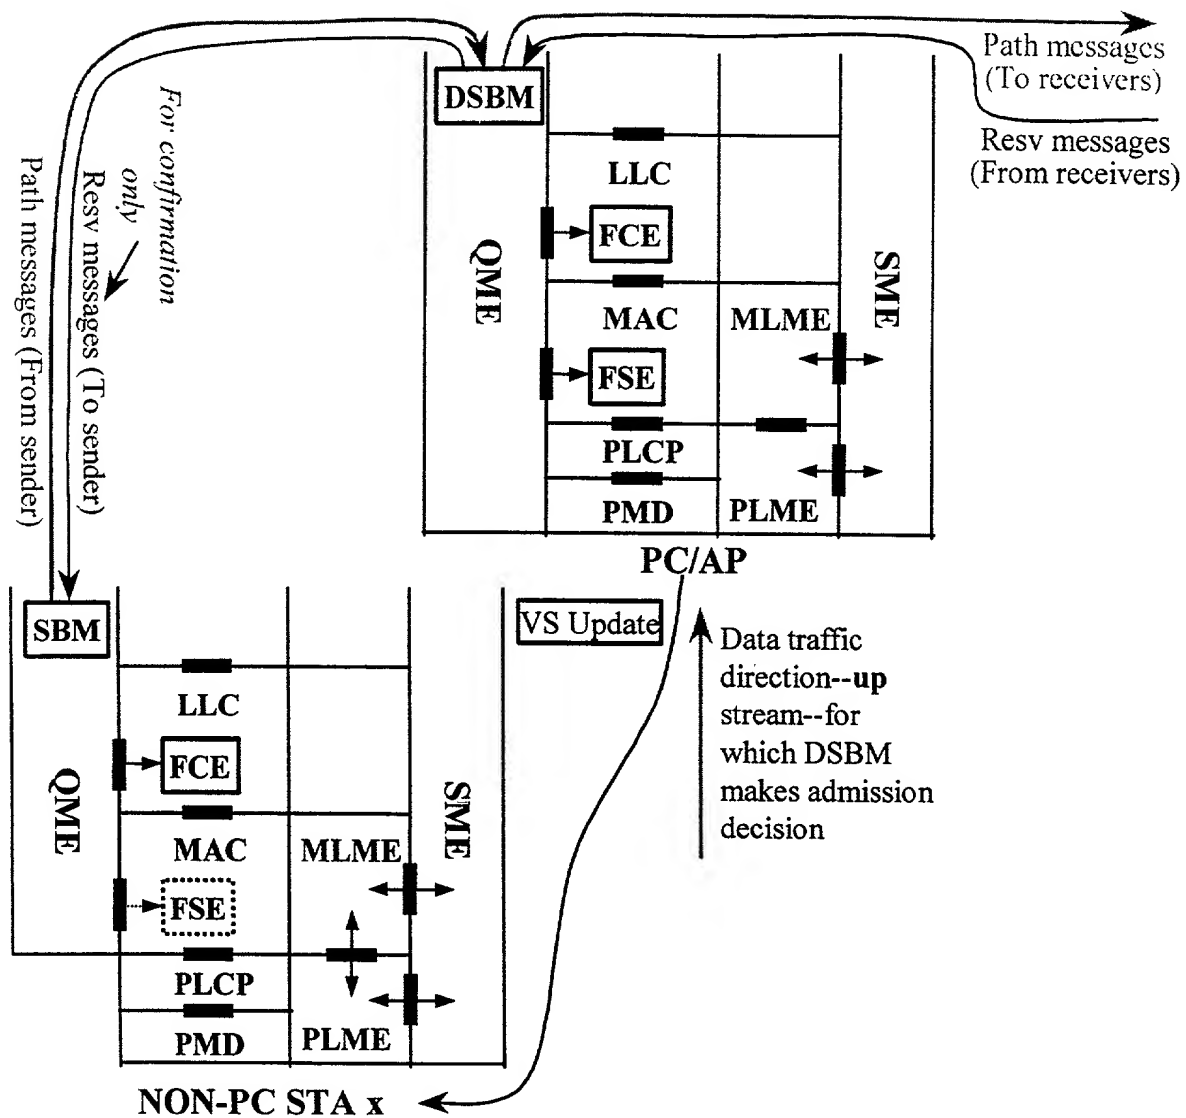 Path messages
(To receivers)
Resv messages
(From receivers)
DSBM
LLC
FCE
QME
SME
MAC
MLME
FSE
PLCP
PMD
PLME
PC/AP
For confirmation
only
Resv messages (To sender)
Path messages (From sender)
SBM
VS Update
Data traffic
direction--up
stream--for
which DSBM
makes admission
decision
LLC
FCE
QME
SME
MAC
MLME
FSE
PLCP
PMD
PLME
NON-PC STA x